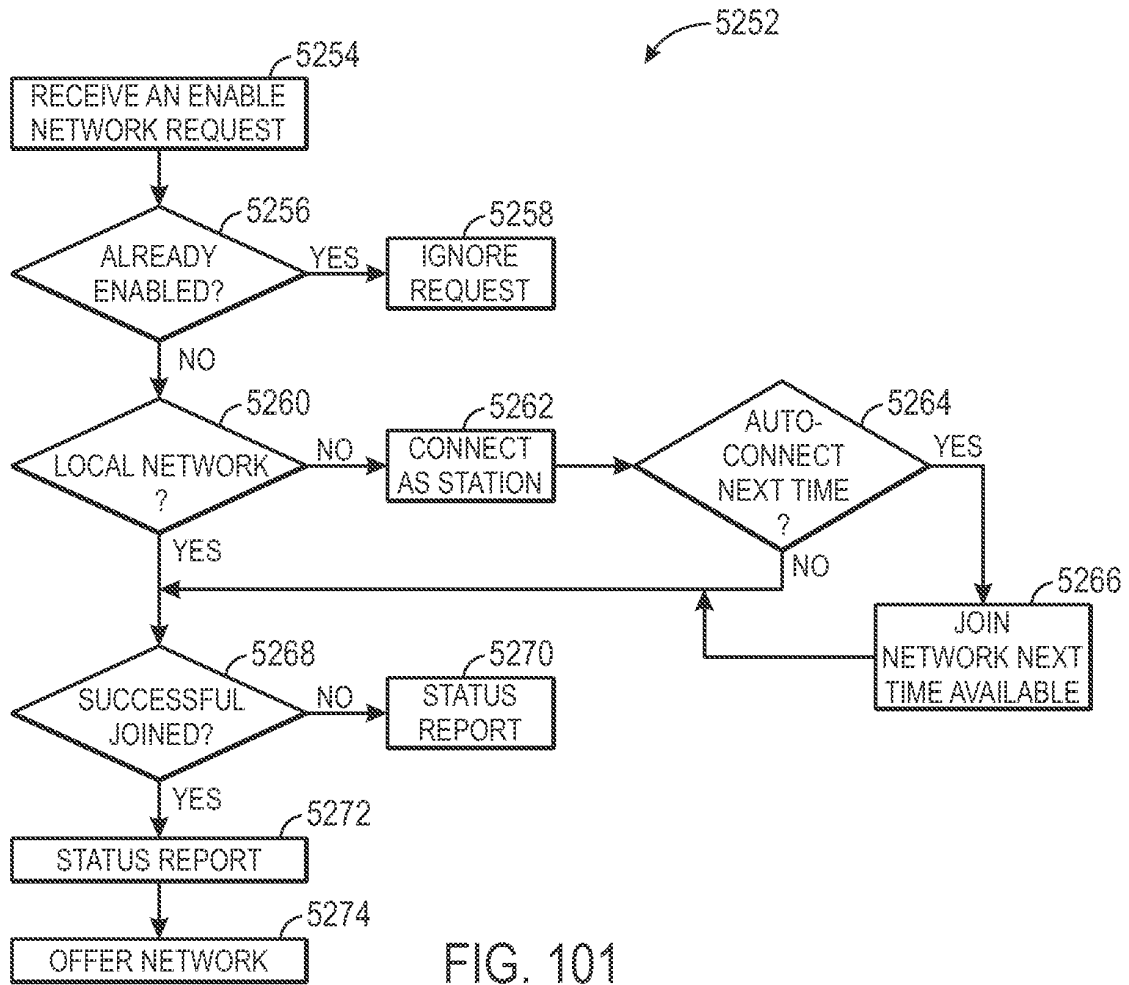 5252
5254
RECEIVE AN ENABLE
NETWORK REQUEST
5256
ALREADY
ENABLED?
YES
5258
IGNORE
REQUEST
NO
5260
LOCAL NETWORK
?
NO
5262
CONNECT
AS STATION
5264
AUTO-
CONNECT
NEXT TIME
?
YES
YES
NO
5266
JOIN
NETWORK NEXT
TIME AVAILABLE
5268
SUCCESSFUL
JOINED?
NO
5270
STATUS
REPORT
YES
5272
STATUS REPORT
5274
OFFER NETWORK
FIG. 101